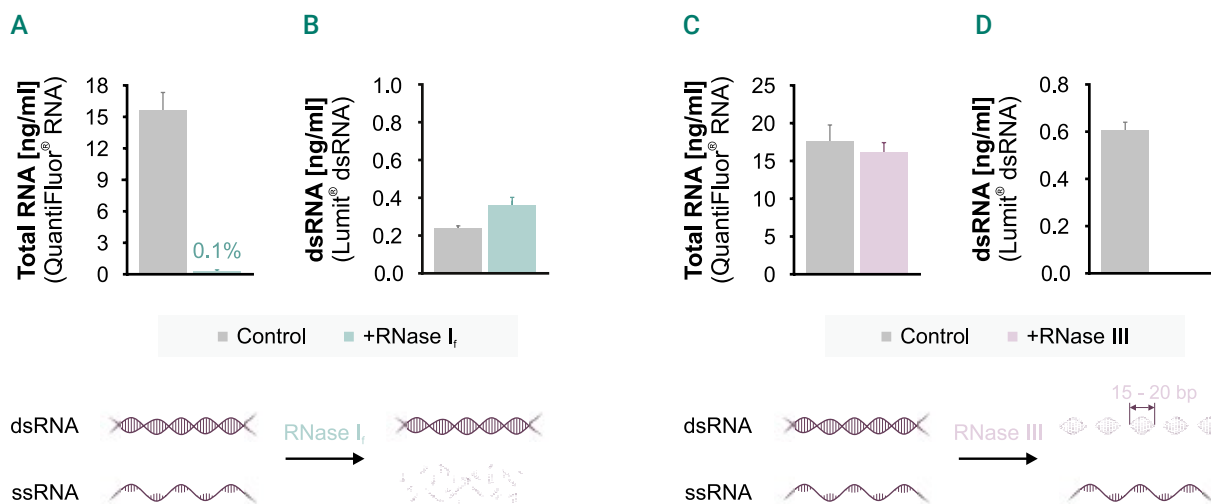 A
B
C
D
Total RNA [ng/ml]
(QuantiFluor® RNA)
18
15
12
9
6
3
0
0.1%
dsRNA [ng/ml]
(Lumit® dsRNA)
1.0
0.8
0.6
0.4
0.2
0.0
Total RNA [ng/ml]
(QuantiFluor® RNA)
25
20
15
10
5
0
dsRNA [ng/ml]
(Lumit® dsRNA)
0.8
0.6
0.4
0.2
0.0
Control +RNase If
Control +RNase III
dsRNA
RNase If
ssRNA
15 - 20 bp
dsRNA
RNase III
ssRNA